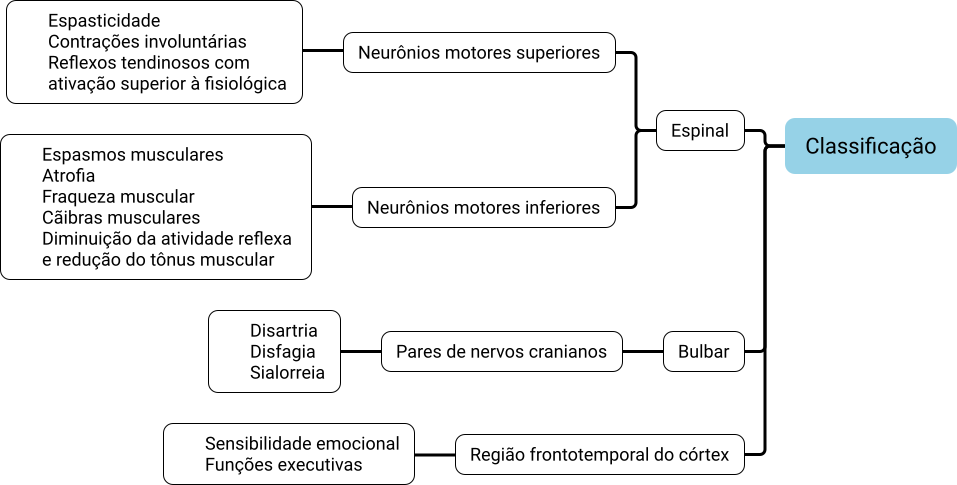 Espasticidade
Contrações involuntárias
Reflexos tendinosos com
ativação superior à fisiológica
Neurônios motores superiores
Espinal
Classificação
Espasmos musculares
Atrofia
Fraqueza muscular
Cãibras musculares
Diminuição da atividade reflexa
e redução do tônus muscular
Neurônios motores inferiores
Disartria
Disfagia
Sialorreia
Pares de nervos cranianos
Bulbar
Sensibilidade emocional
Funções executivas
Região frontotemporal do córtex